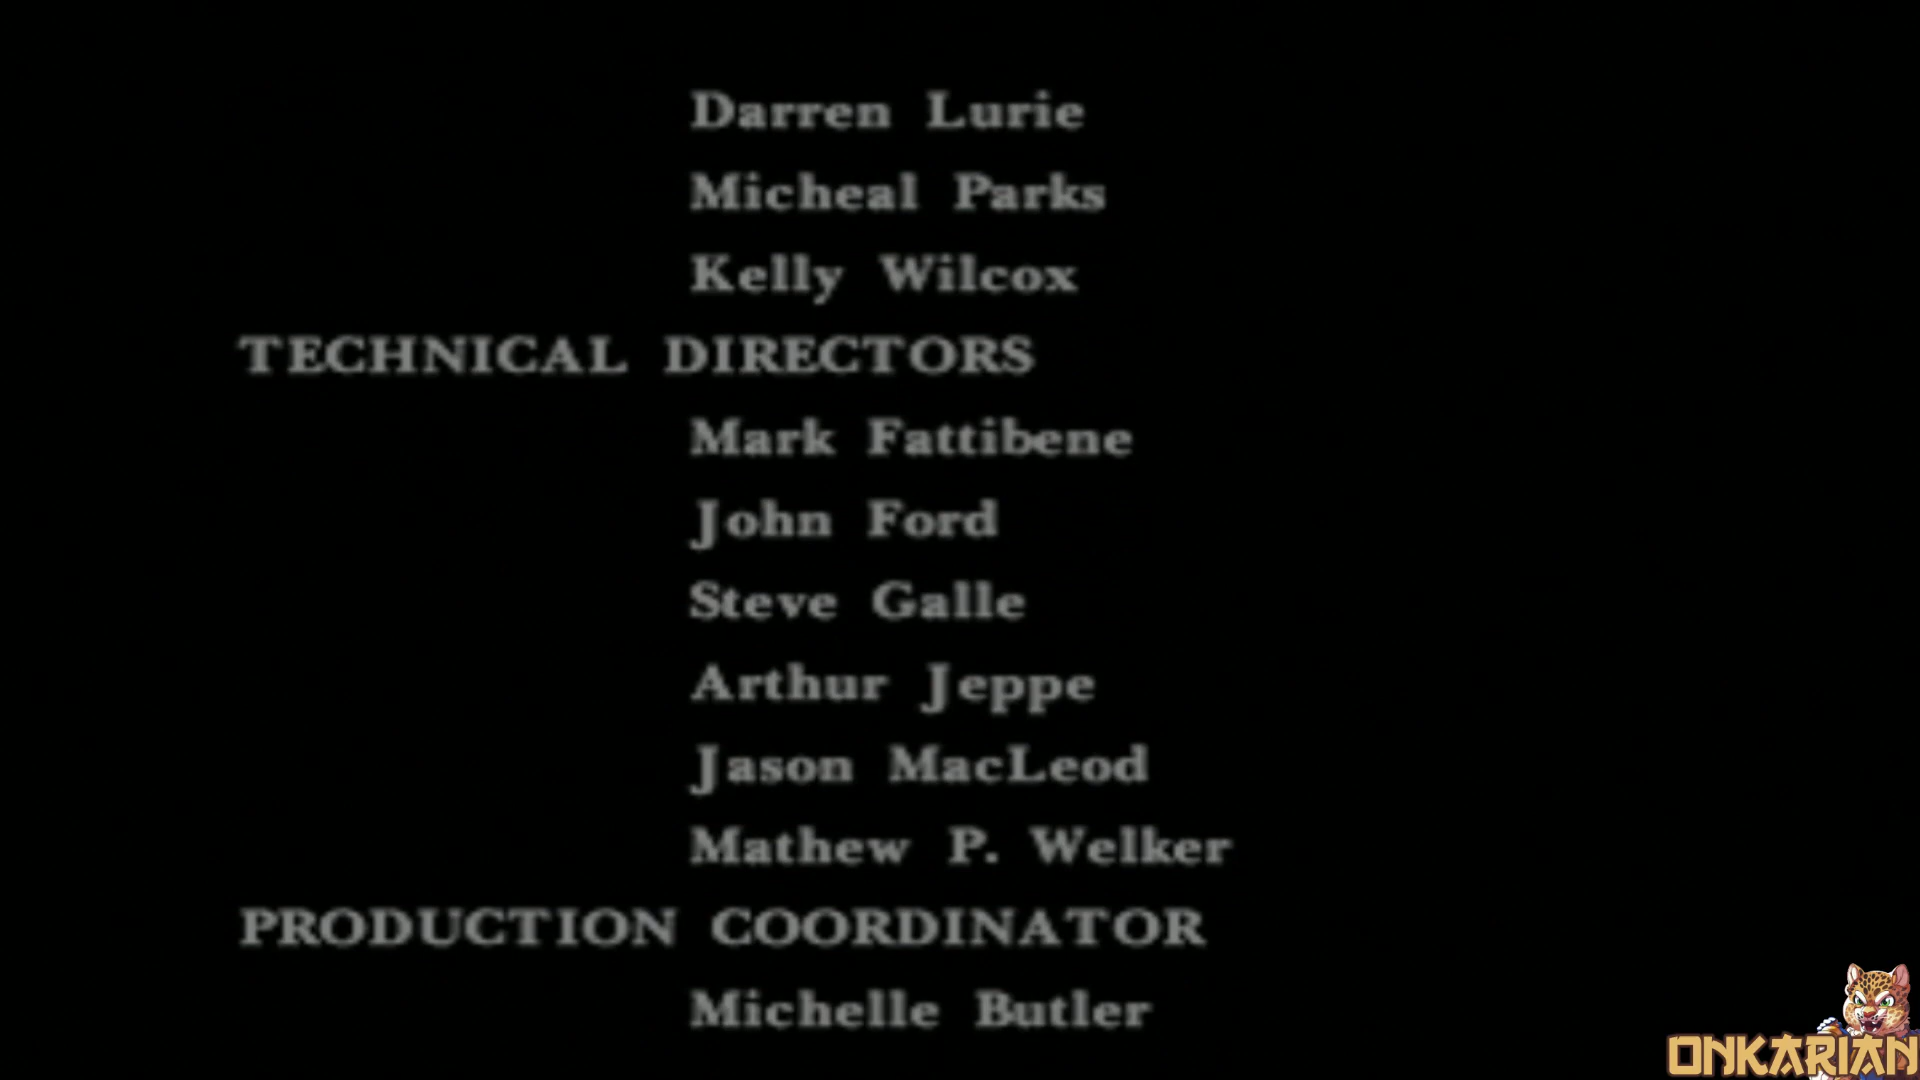 Darren Lurie
Micheal Parks
Kelly Wilcox
TECHNICAL DIRECTORS
Mark Fattibene
John Ford
Steve Galle
Arthur Jeppe
Jason MacLeod
Mathew P. Welker
PRODUCTION COORDINATOR
Michelle Butler
ONKARIAN